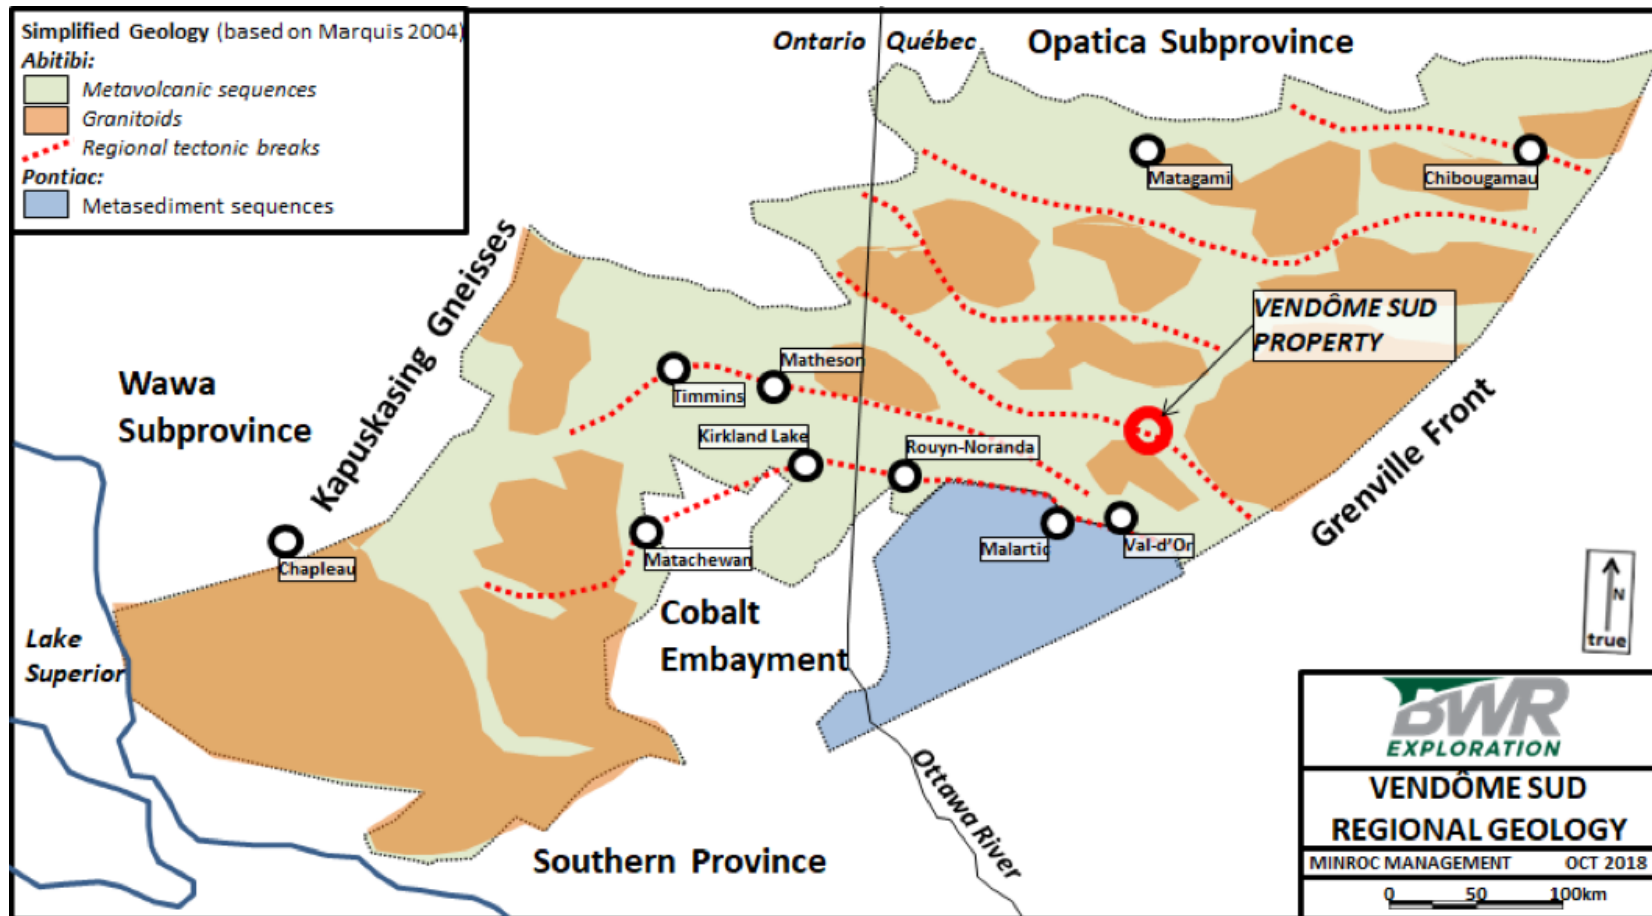 Simplified Geology (based on Marquis 2004)
Abitibi:
Metavolcanic sequences
Granitoids
Regional tectonic breaks
Pontiac:
Metasediment sequences
Ontario
Québec
Opatica Subprovince
Matagami
Chibougamau
Kapuskasing Gneisses
VENDÔME SUD
PROPERTY
Wawa
Subprovince
Timmins
Matheson
Kirkland Lake
Rouyn-Noranda
Grenville Front
Chapleau
Matachewan
Malartic
Val-d'Or
Cobalt
Embayment
Lake
Superior
N
true
Ottawa River
Southern Province
BWR
EXPLORATION
VENDÔME SUD
REGIONAL GEOLOGY
MINROC MANAGEMENT OCT 2018
0 50 100km